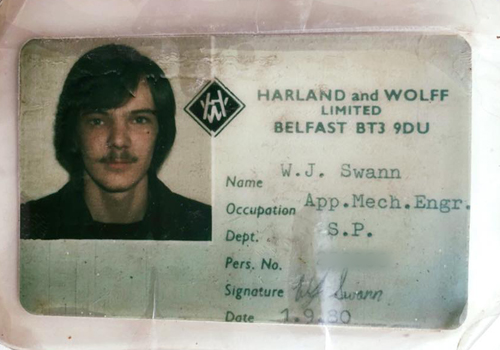 HARLAND and WOLFF
LIMITED
BELFAST BT3 9DU
Name W.J. Swann
Occupation App.Mech.Engr.
Dept. S.P.
Pers. No.
Signature W J Swann
Date 1.9.80